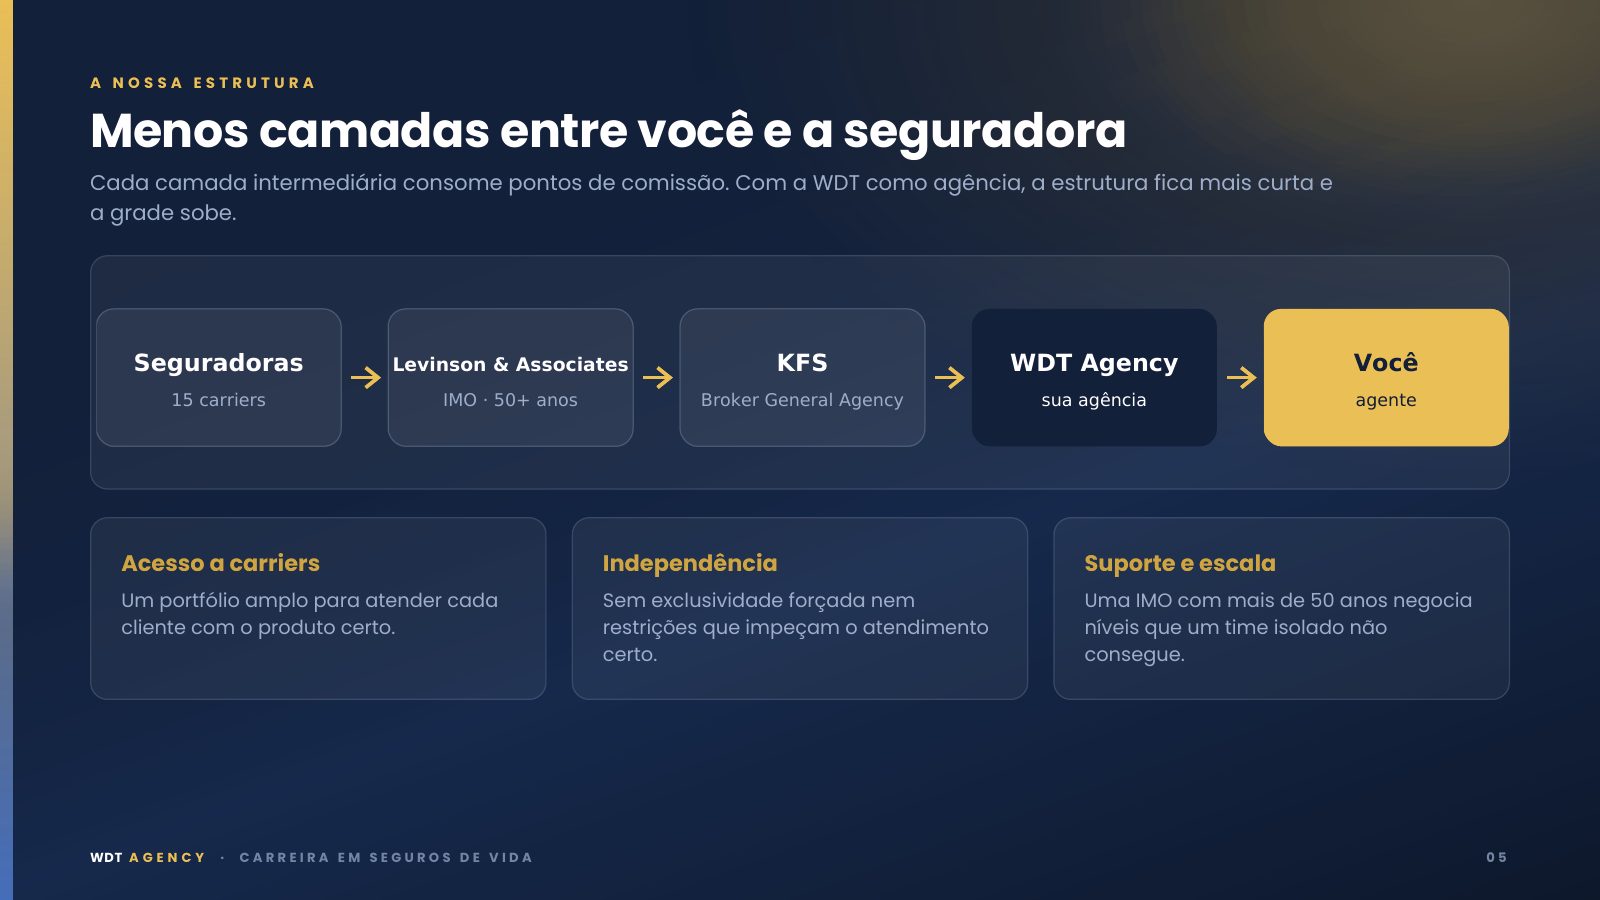 A NOSSA ESTRUTURA
Menos camadas entre você e a seguradora
Cada camada intermediária consome pontos de comissão. Com a WDT como agência, a estrutura fica mais curta e
a grade sobe.
Seguradoras
15 carriers
Levinson & Associates
IMO · 50+ anos
KFS
Broker General Agency
WDT Agency
sua agência
Você
agente
Acesso a carriers
Um portfólio amplo para atender cada
cliente com o produto certo.
Independência
Sem exclusividade forçada nem
restrições que impeçam o atendimento
certo.
Suporte e escala
Uma IMO com mais de 50 anos negocia
níveis que um time isolado não
consegue.
WDT AGENCY · CARREIRA EM SEGUROS DE VIDA
05